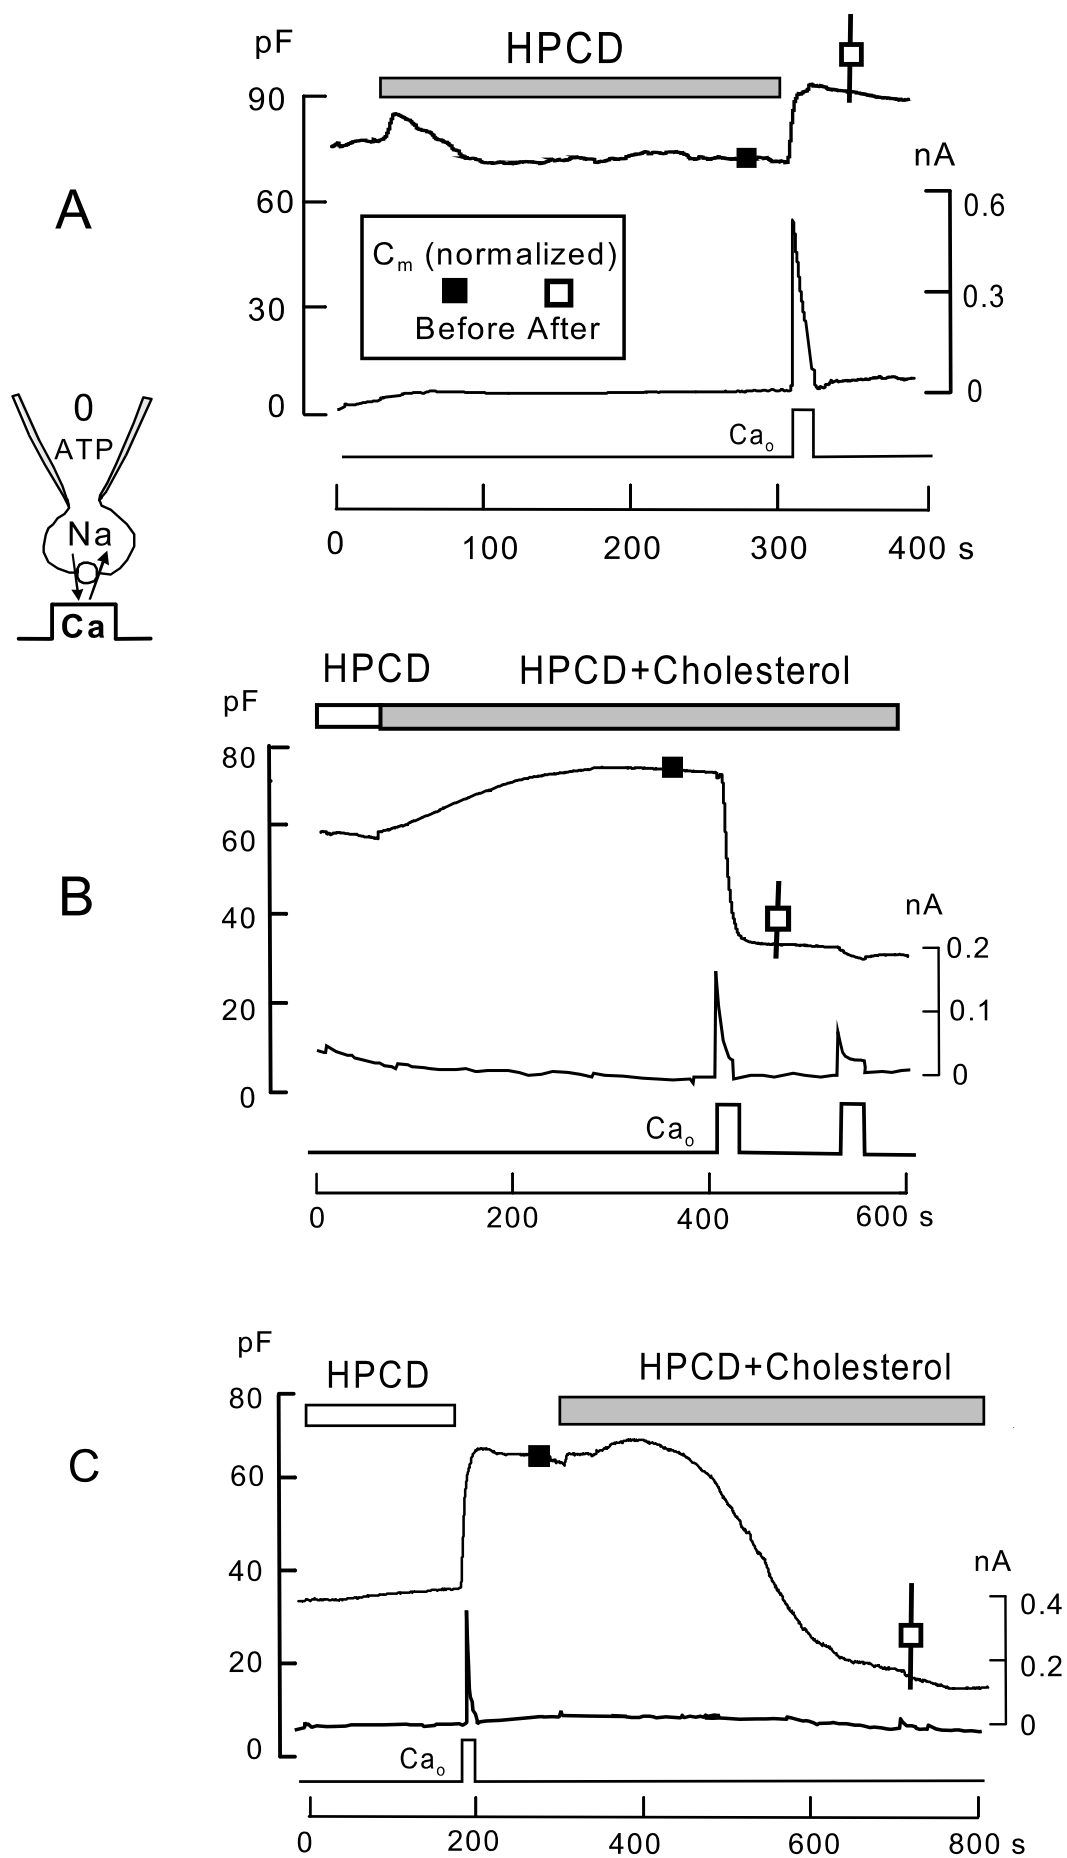 A
pF
HPCD
90
60
30
0
nA
0.6
0.3
0
Cm (normalized)
Before After
Cao
0 100 200 300 400 s
0
ATP
Na
Ca
B
HPCD HPCD+Cholesterol
pF
80
60
40
20
0
nA
0.2
0.1
0
Cao
0 200 400 600 s
C
pF
HPCD HPCD+Cholesterol
80
60
40
20
0
nA
0.4
0.2
0
Cao
0 200 400 600 800 s